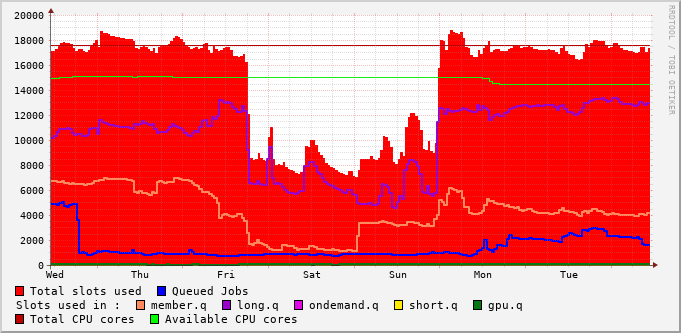 20000
18000
16000
14000
12000
10000
8000
6000
4000
2000
0
Wed Thu Fri Sat Sun Mon Tue
Total slots used Queued Jobs
Slots used in : member.q long.q ondemand.q short.q gpu.q
Total CPU cores Available CPU cores
RRDTOOL / TOBI OETIKER